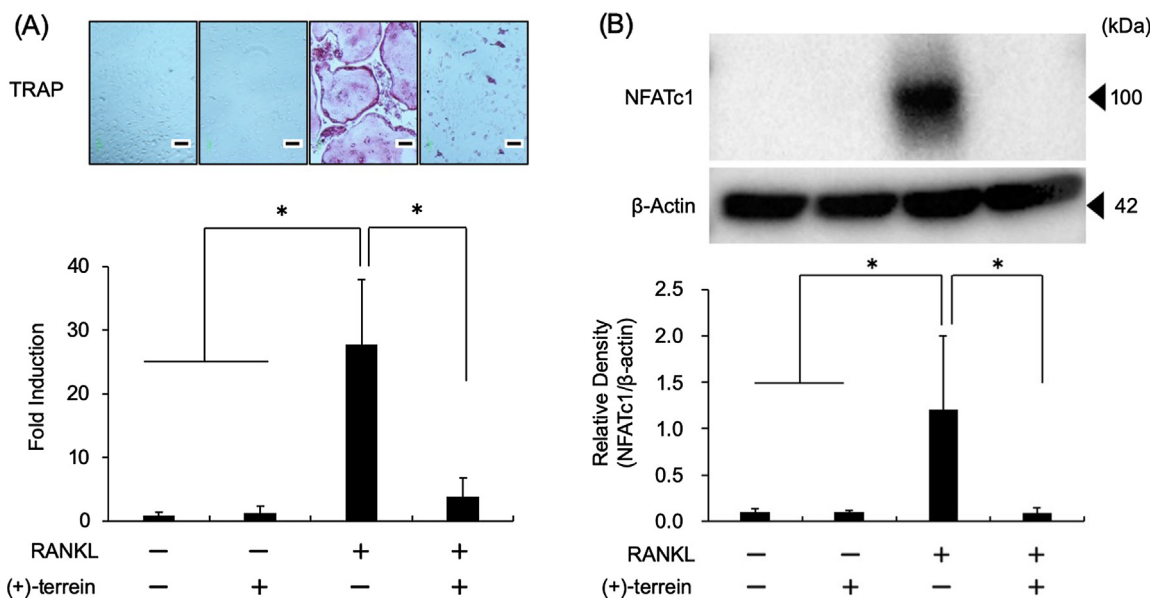 (A)
TRAP
*
*
40
30
20
10
0
Fold Induction
RANKL − − + +
(+)-terrein − + − +
(B)
(kDa)
NFATc1
100
β-Actin
42
*
*
2.5
2.0
1.5
1.0
0.5
0.0
Relative Density
(NFATc1/β-actin)
RANKL − − + +
(+)-terrein − + − +